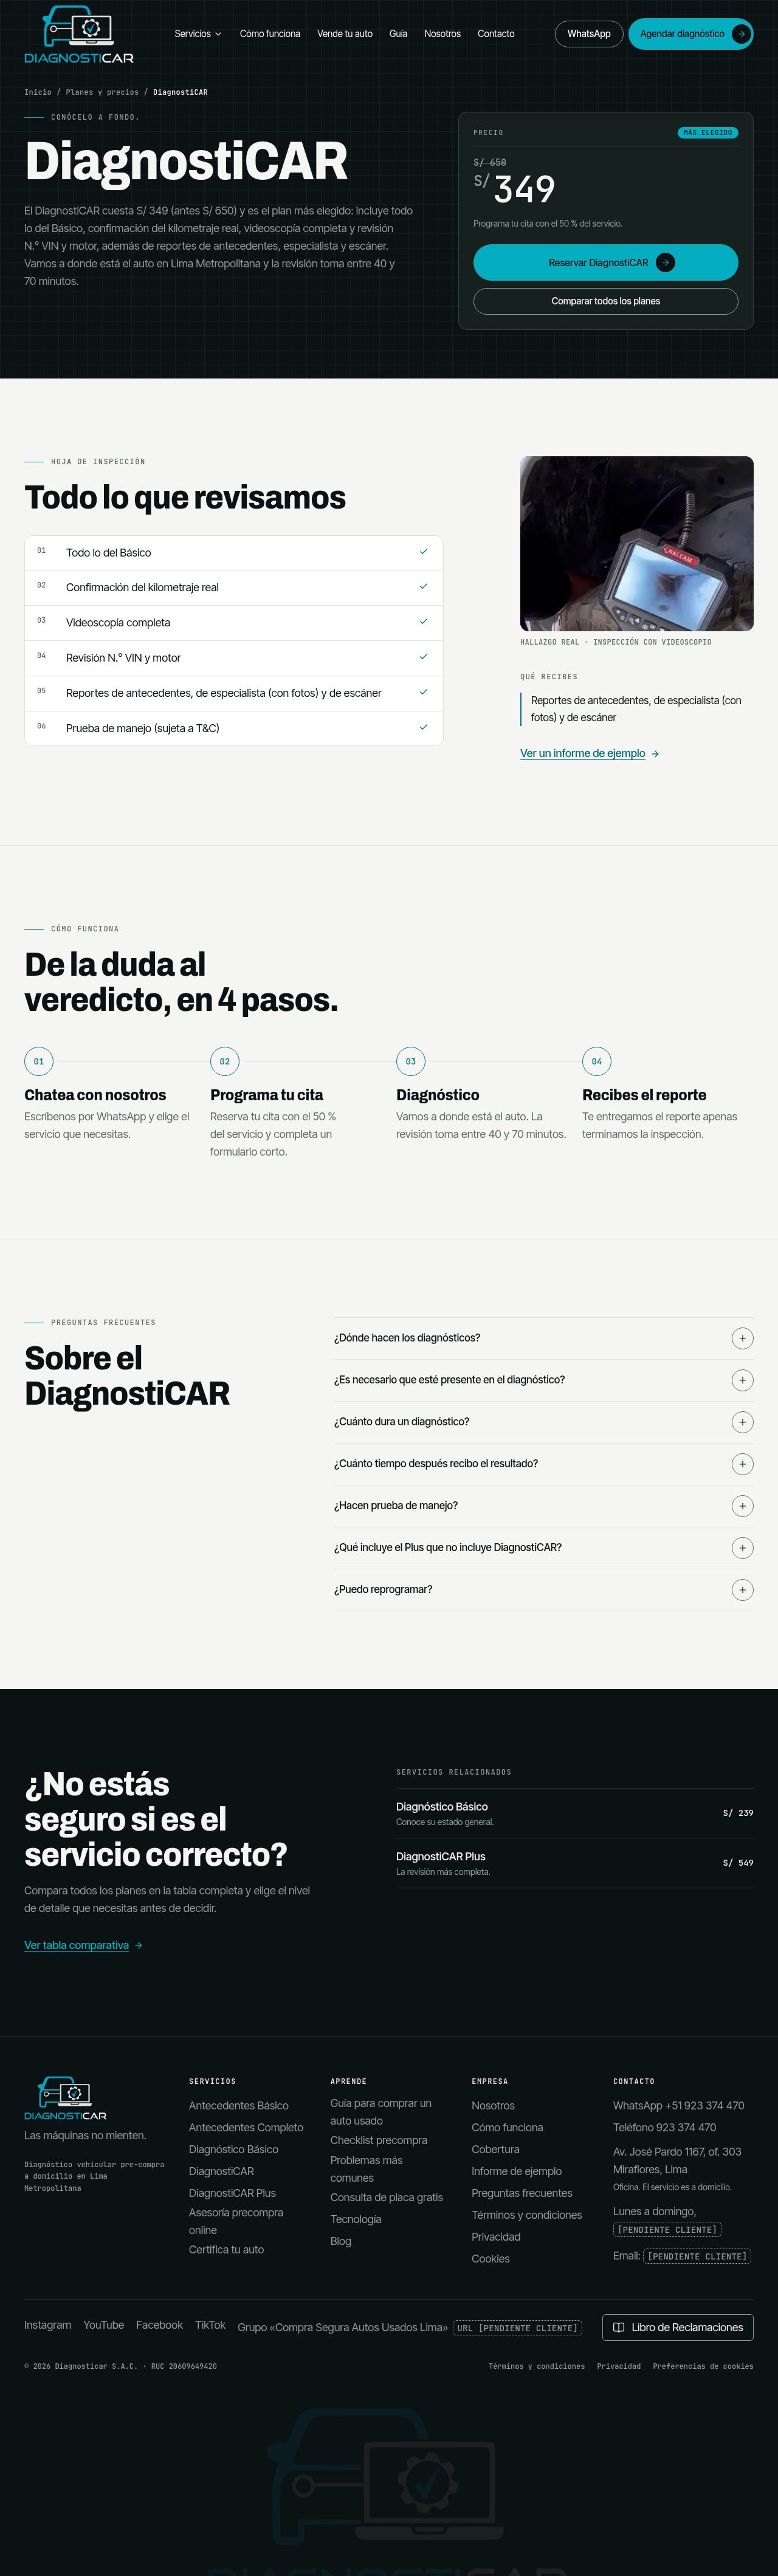 DIAGNOSTICAR
Servicios
Cómo funciona
Vende tu auto
Guía
Nosotros
Contacto
WhatsApp
Agendar diagnóstico
Inicio / Planes y precios / DiagnostiCAR
CONÓCELO A FONDO.
DiagnostiCAR
El DiagnostiCAR cuesta S/ 349 (antes S/ 650) y es el plan más elegido: incluye todo
lo del Básico, confirmación del kilometraje real, videoscopía completa y revisión
N.° VIN y motor, además de reportes de antecedentes, especialista y escáner.
Vamos a donde está el auto en Lima Metropolitana y la revisión toma entre 40 y
70 minutos.
PRECIO
MÁS ELEGIDO
S/ 650
S/ 349
Programa tu cita con el 50 % del servicio.
Reservar DiagnostiCAR
Comparar todos los planes
HOJA DE INSPECCIÓN
Todo lo que revisamos
01 Todo lo del Básico
02 Confirmación del kilometraje real
03 Videoscopía completa
04 Revisión N.° VIN y motor
05 Reportes de antecedentes, de especialista (con fotos) y de escáner
06 Prueba de manejo (sujeta a T&C)
MALCAM
HALLAZGO REAL · INSPECCIÓN CON VIDEOSCOPIO
QUÉ RECIBES
Reportes de antecedentes, de especialista (con
fotos) y de escáner
Ver un informe de ejemplo
CÓMO FUNCIONA
De la duda al
veredicto, en 4 pasos.
01
Chatea con nosotros
Escríbenos por WhatsApp y elige el
servicio que necesitas.
02
Programa tu cita
Reserva tu cita con el 50 %
del servicio y completa un
formulario corto.
03
Diagnóstico
Vamos a donde está el auto. La
revisión toma entre 40 y 70 minutos.
04
Recibes el reporte
Te entregamos el reporte apenas
terminamos la inspección.
PREGUNTAS FRECUENTES
Sobre el
DiagnostiCAR
¿Dónde hacen los diagnósticos?
¿Es necesario que esté presente en el diagnóstico?
¿Cuánto dura un diagnóstico?
¿Cuánto tiempo después recibo el resultado?
¿Hacen prueba de manejo?
¿Qué incluye el Plus que no incluye DiagnostiCAR?
¿Puedo reprogramar?
¿No estás
seguro si es el
servicio correcto?
Compara todos los planes en la tabla completa y elige el nivel
de detalle que necesitas antes de decidir.
Ver tabla comparativa
SERVICIOS RELACIONADOS
Diagnóstico Básico
Conoce su estado general.
S/ 239
DiagnostiCAR Plus
La revisión más completa.
S/ 549
DIAGNOSTICAR
Las máquinas no mienten.
Diagnóstico vehicular pre-compra
a domicilio en Lima
Metropolitana
SERVICIOS
Antecedentes Básico
Antecedentes Completo
Diagnóstico Básico
DiagnostiCAR
DiagnostiCAR Plus
Asesoría precompra
online
Certifica tu auto
APRENDE
Guía para comprar un
auto usado
Checklist precompra
Problemas más
comunes
Consulta de placa gratis
Tecnología
Blog
EMPRESA
Nosotros
Cómo funciona
Cobertura
Informe de ejemplo
Preguntas frecuentes
Términos y condiciones
Privacidad
Cookies
CONTACTO
WhatsApp +51 923 374 470
Teléfono 923 374 470
Av. José Pardo 1167, of. 303
Miraflores, Lima
Oficina. El servicio es a domicilio.
Lunes a domingo,
[PENDIENTE CLIENTE]
Email: [PENDIENTE CLIENTE]
Instagram
YouTube
Facebook
TikTok
Grupo «Compra Segura Autos Usados Lima» URL [PENDIENTE CLIENTE]
Libro de Reclamaciones
© 2026 Diagnosticar S.A.C. · RUC 20609649420
Términos y condiciones
Privacidad
Preferencias de cookies
DIAGNOSTICAR